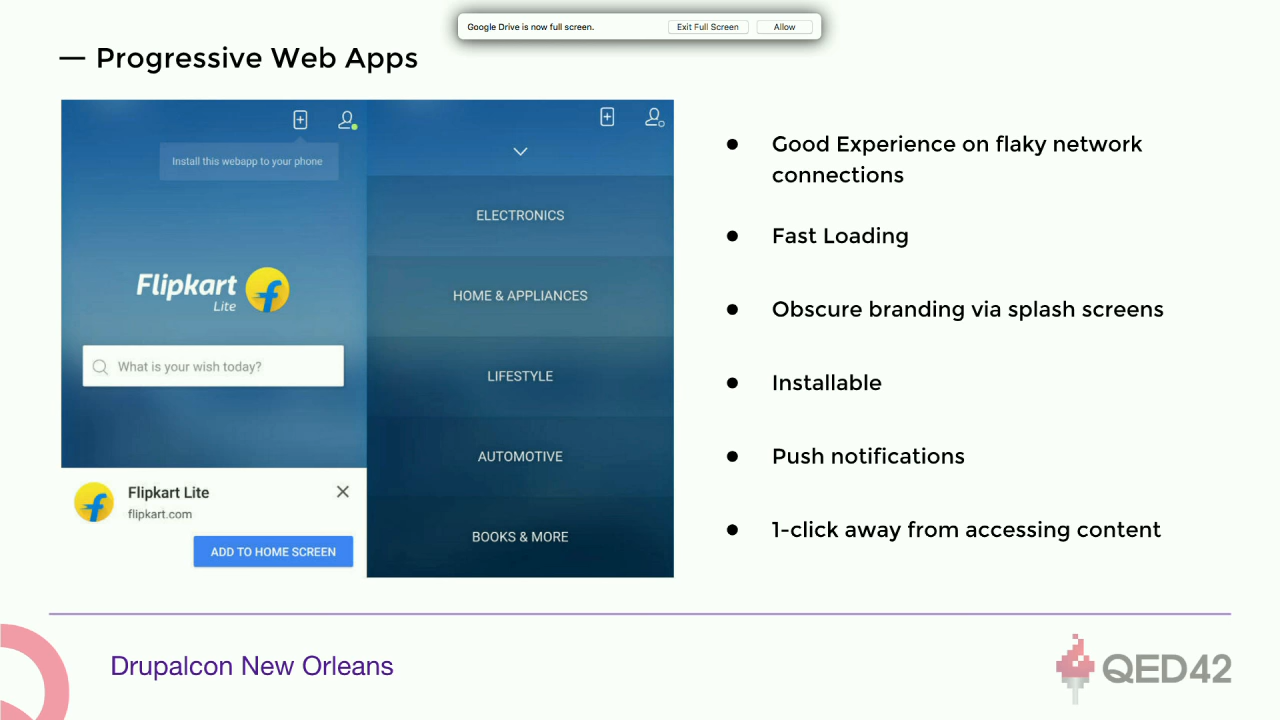 Google Drive is now full screen. Exit Full Screen Allow
— Progressive Web Apps
Install this webapp to your phone
Flipkart
Lite
What is your wish today?
Flipkart Lite
flipkart.com
ADD TO HOME SCREEN
ELECTRONICS
HOME & APPLIANCES
LIFESTYLE
AUTOMOTIVE
BOOKS & MORE
● Good Experience on flaky network
connections
● Fast Loading
● Obscure branding via splash screens
● Installable
● Push notifications
● 1-click away from accessing content
Drupalcon New Orleans
QED42